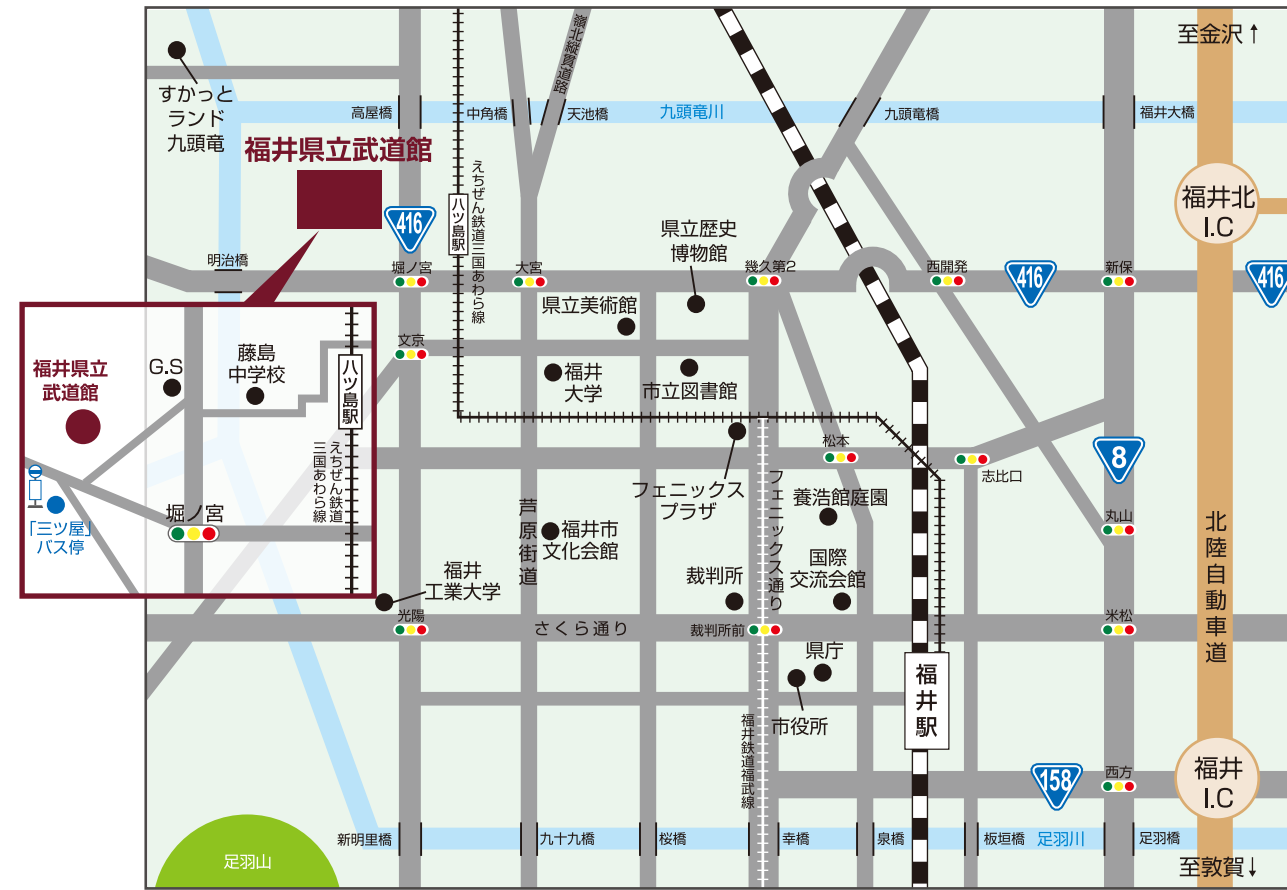 至金沢↑
嶺北縦貫道路
すかっと
ランド
九頭竜
高屋橋
中角橋
天池橋
九頭竜川
九頭竜橋
福井大橋
福井県立武道館
416
八ツ島駅
えちぜん鉄道三国あわら線
福井北
I.C
県立歴史
博物館
明治橋
堀ノ宮
大宮
幾久第2
西開発
416
新保
416
県立美術館
文京
福井
大学
市立図書館
福井県立
武道館
G.S
藤島
中学校
八ツ島駅
えちぜん鉄道
三国あわら線
堀ノ宮
「三ツ屋」
バス停
松本
志比口
8
フェニックス
プラザ
フェニックス通り
養浩館庭園
丸山
芦原街道
福井市
文化会館
国際
交流会館
裁判所
北陸自動車道
福井
工業大学
光陽
さくら通り
裁判所前
米松
県庁
市役所
福井駅
福井鉄道福武線
158
西方
福井
I.C
足羽山
新明里橋
九十九橋
桜橋
幸橋
泉橋
板垣橋
足羽川
足羽橋
至敦賀↓